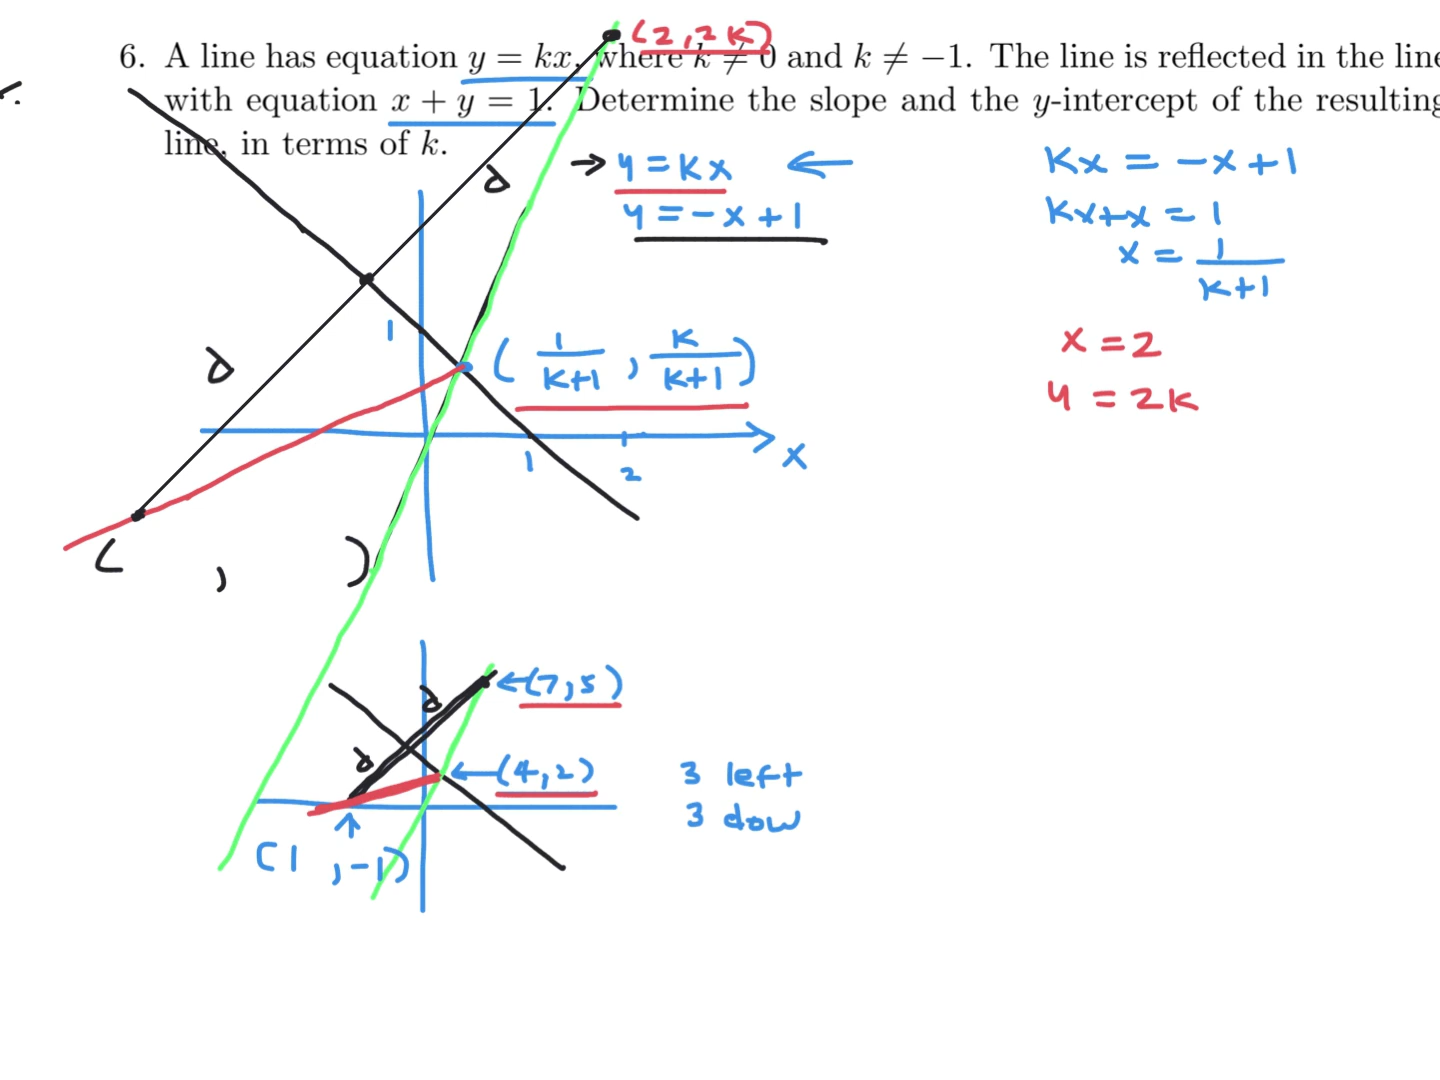 (2,2K)
6. A line has equation y = kx, where k ≠ 0 and k ≠ −1. The line is reflected in the line
with equation x + y = 1. Determine the slope and the y-intercept of the resulting
line, in terms of k.
→ y = kx ←
y = -x + 1
kx = -x + 1
kx + x = 1
x = 1/(k+1)
d
d
1
(1/(k+1), k/(k+1))
x = 2
y = 2k
1
2
x
( , )
d
d
←(7,5)
←(4,2)
3 left
3 dow
(1, -1)